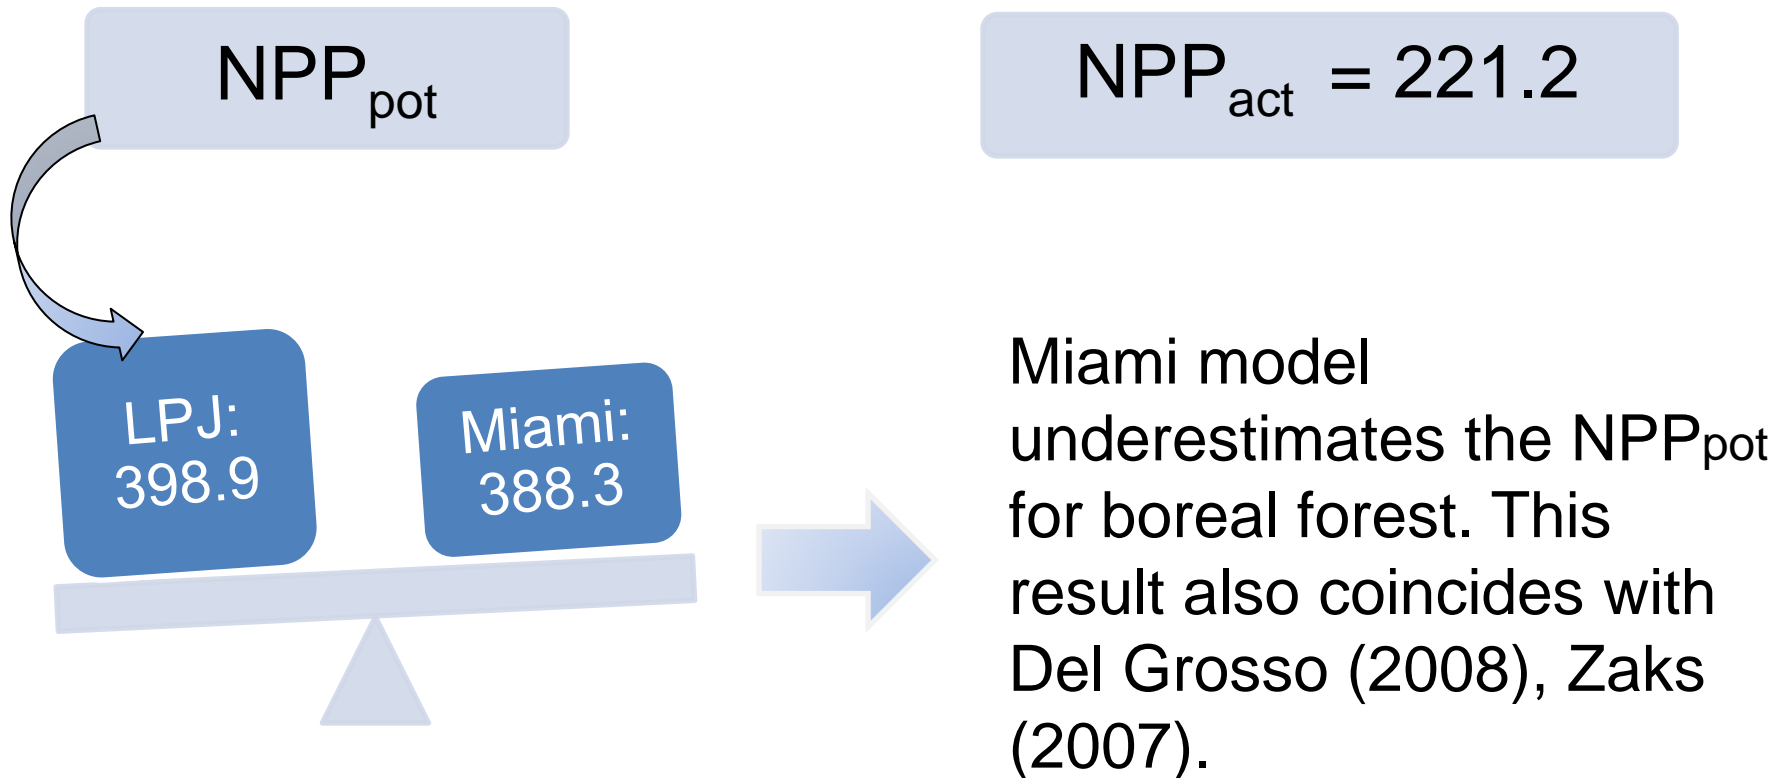 NPPpot
NPPact = 221.2
LPJ:
398.9
Miami:
388.3
Miami model
underestimates the NPPpot
for boreal forest. This
result also coincides with
Del Grosso (2008), Zaks
(2007).